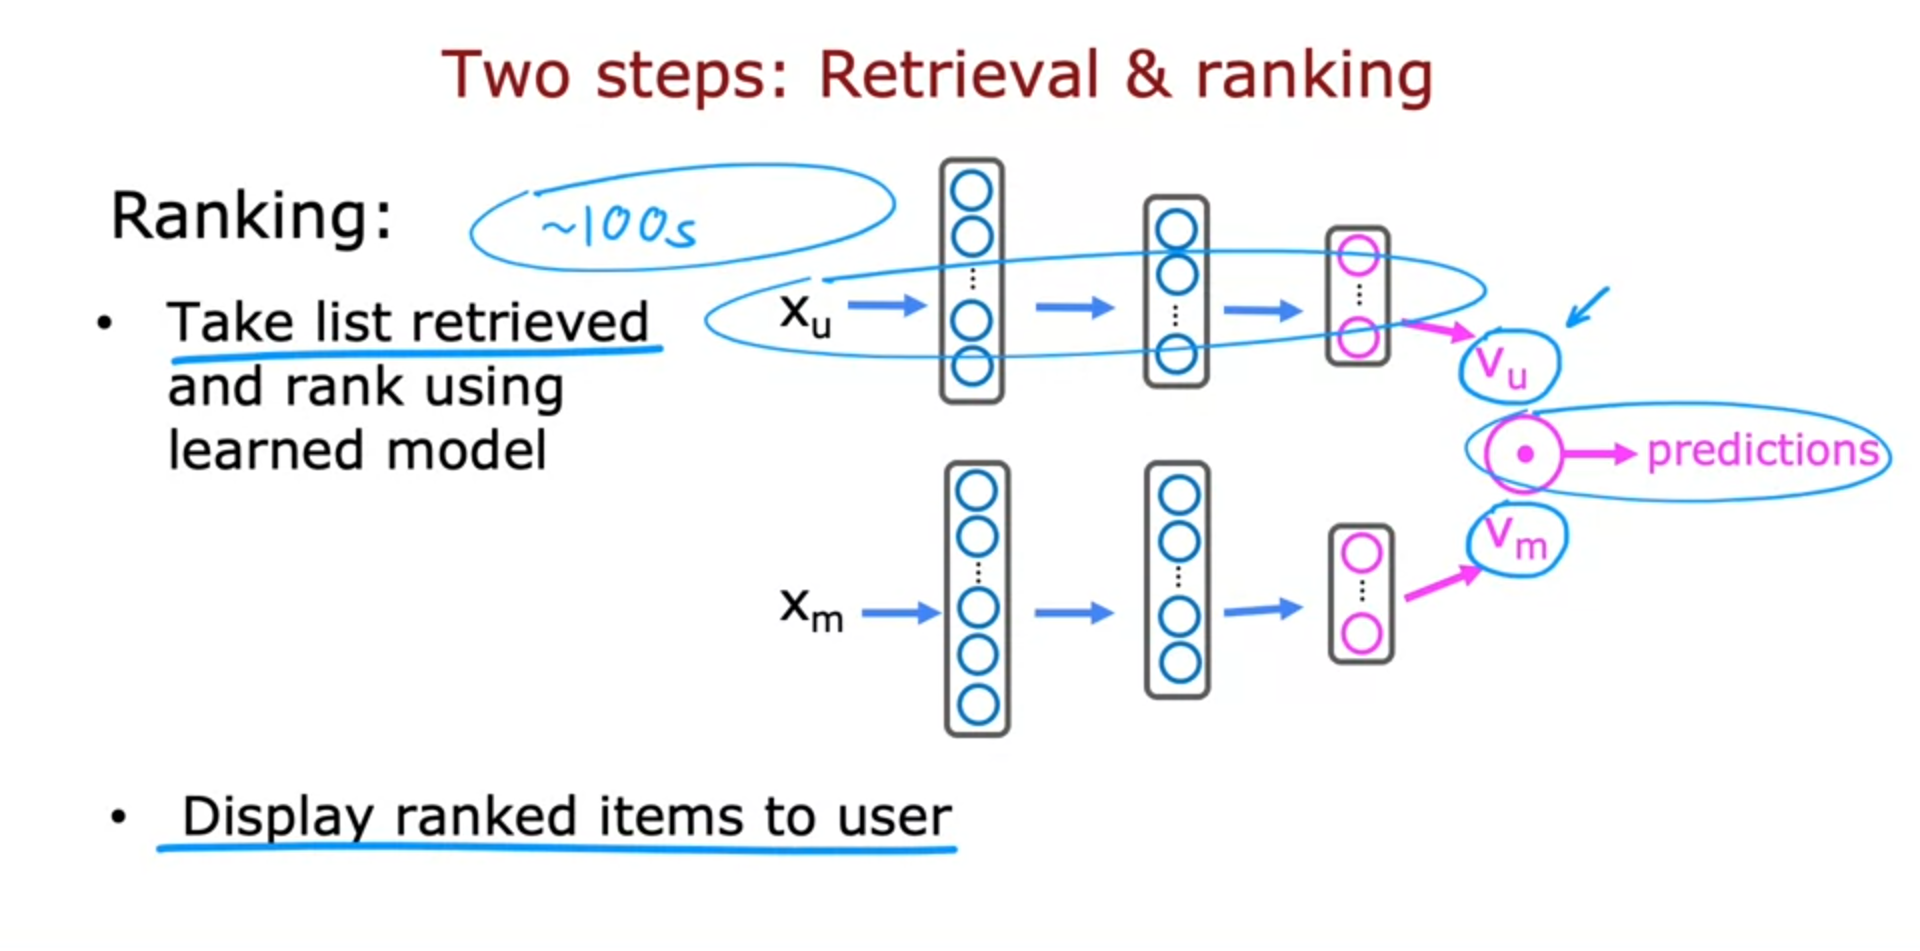 Two steps: Retrieval & ranking
Ranking:
~100s
• Take list retrieved
and rank using
learned model
x_u
v_u
predictions
v_m
x_m
• Display ranked items to user